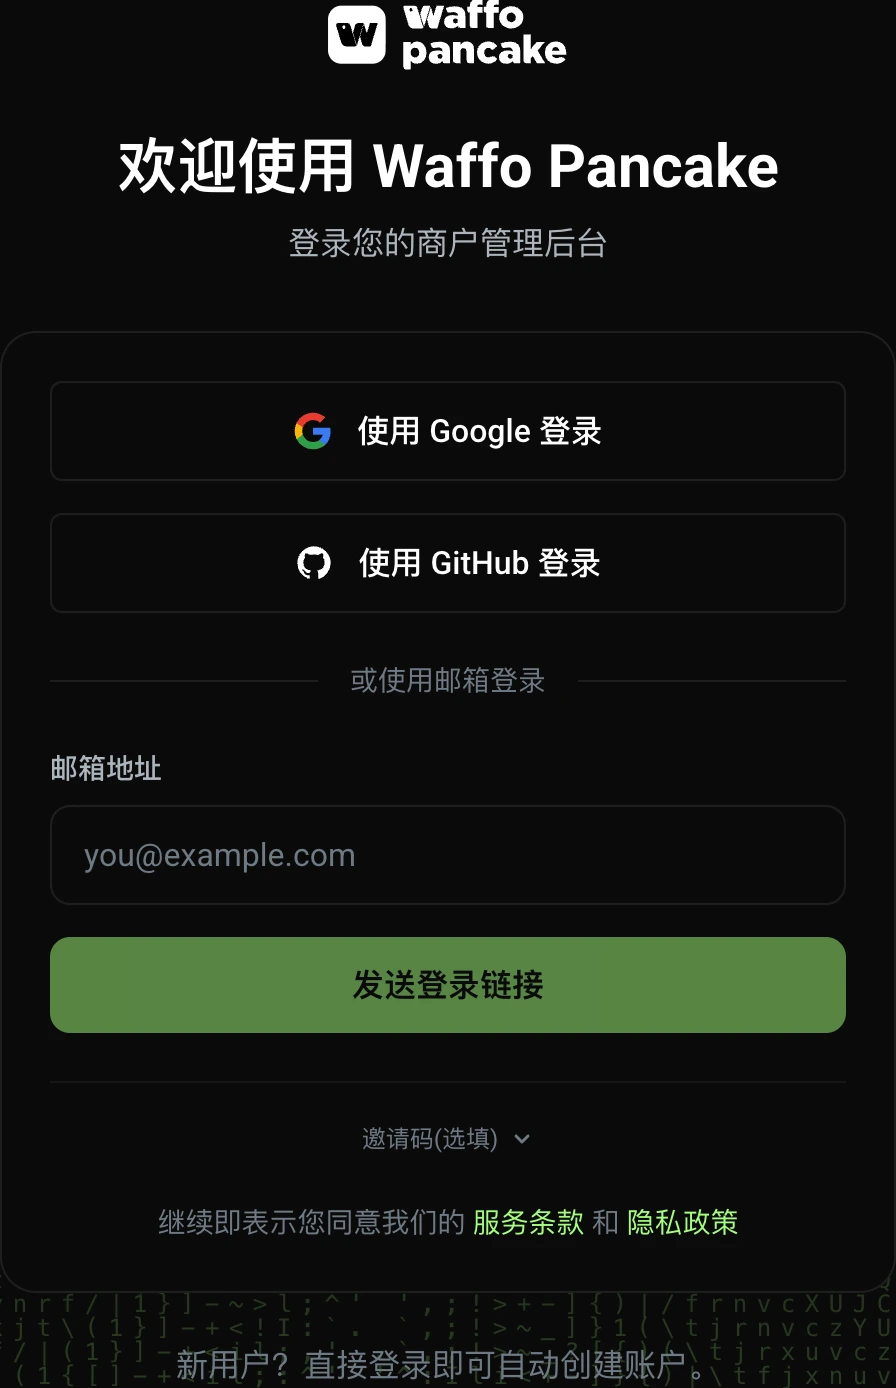 waffo
pancake
欢迎使用 Waffo Pancake
登录您的商户管理后台
使用 Google 登录
使用 GitHub 登录
或使用邮箱登录
邮箱地址
you@example.com
发送登录链接
邀请码(选填)
继续即表示您同意我们的 服务条款 和 隐私政策
新用户？直接登录即可自动创建账户。